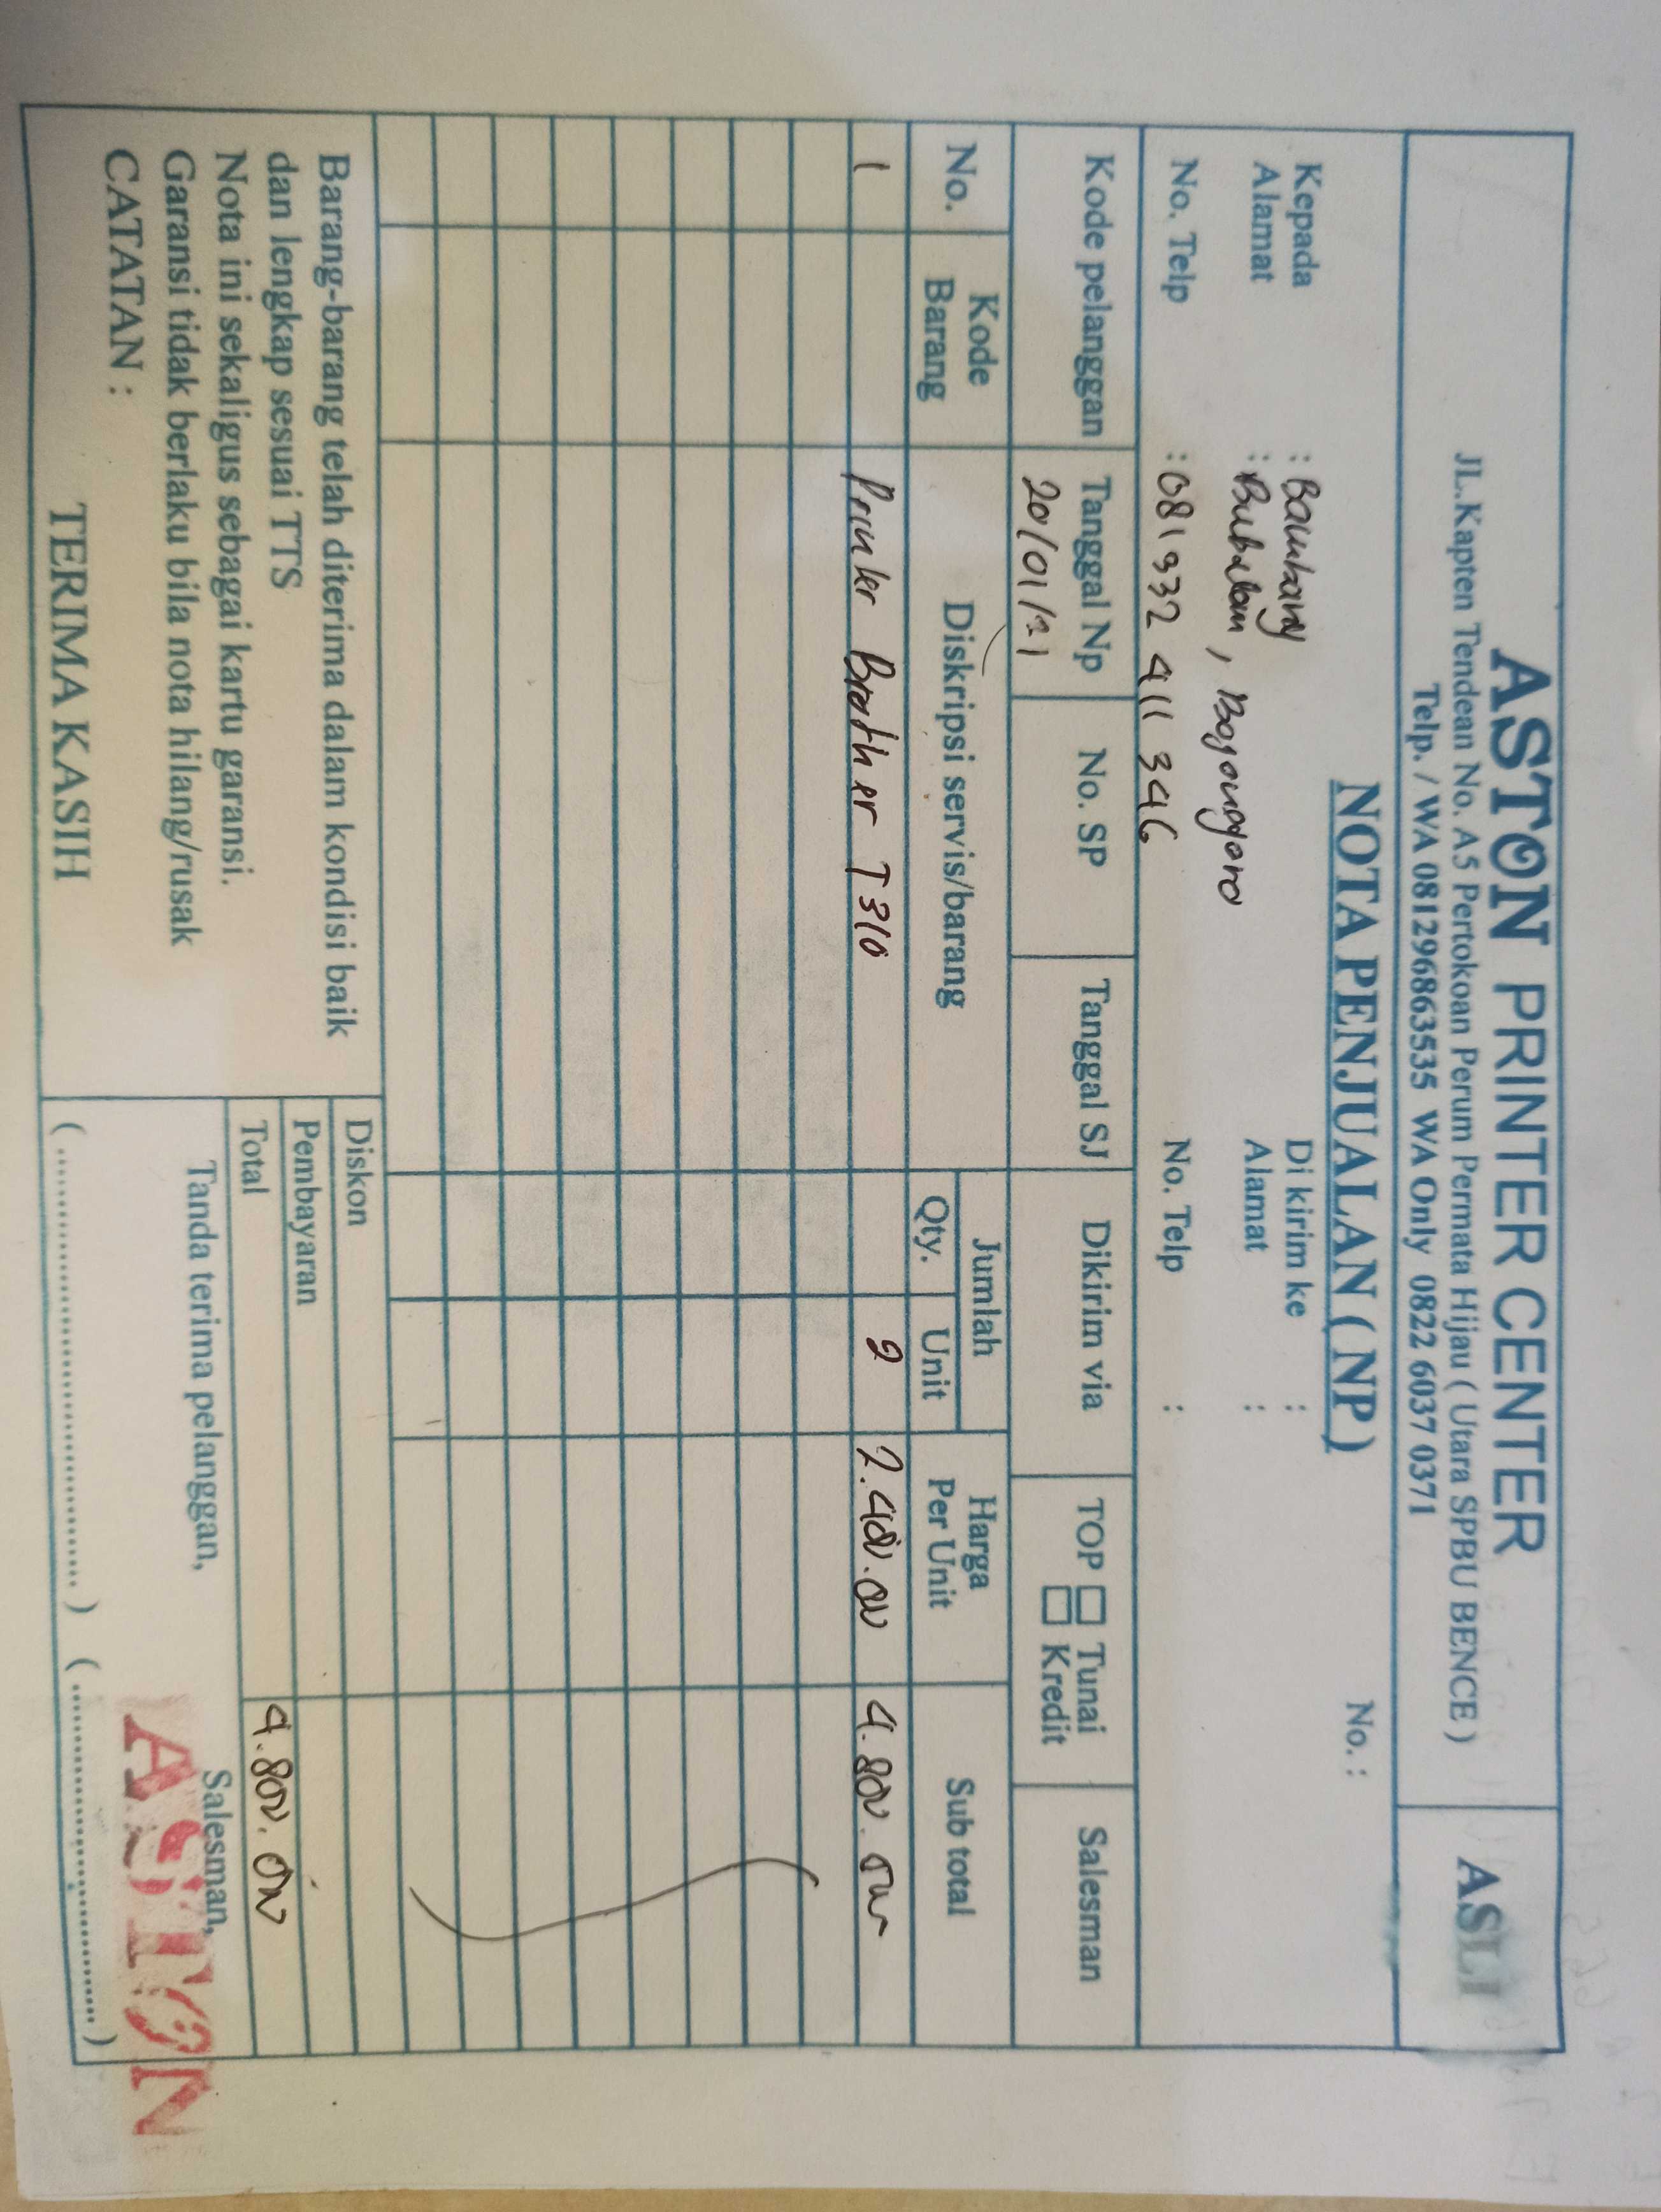 ASTON PRINTER CENTER
JL.Kapten Tendean No. A5 Pertokoan Perum Permata Hijau ( Utara SPBU BENCE )
Telp. / WA 081296863535 WA Only 0822 6037 0371
ASLI
NOTA PENJUALAN ( NP )
No. :
Kepada : Bambang
Di kirim ke :
Alamat : Bubulan, Bojonegoro
Alamat :
No. Telp : 081 932 411 346
No. Telp :
Kode pelanggan Tanggal Np No. SP Tanggal SJ Dikirim via TOP Tunai Salesman
Kredit
20/01/21
No. Kode Barang Diskripsi servis/barang Jumlah Qty. Unit Harga Per Unit Sub total
1 Printer Brother T310 2 2.400.000 4.800.000
Barang-barang telah diterima dalam kondisi baik
dan lengkap sesuai TTS
Nota ini sekaligus sebagai kartu garansi.
Garansi tidak berlaku bila nota hilang/rusak
CATATAN :
TERIMA KASIH
Diskon
Pembayaran
Total 4.800.000
Tanda terima pelanggan, Salesman,
ASTON
(........................................) (........................................)